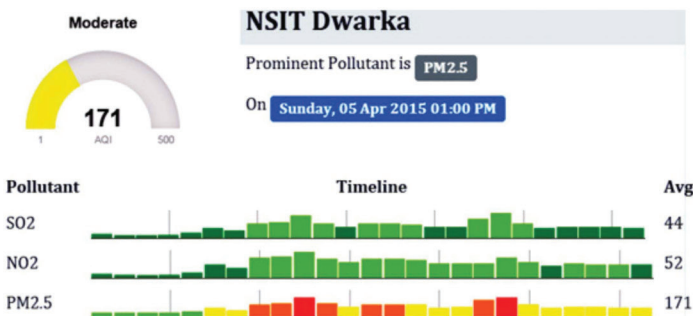 Moderate
171
AQI
1
500
NSIT Dwarka
Prominent Pollutant is PM2.5
On Sunday, 05 Apr 2015 01:00 PM
Pollutant Timeline Avg
SO2 44
NO2 52
PM2.5 171